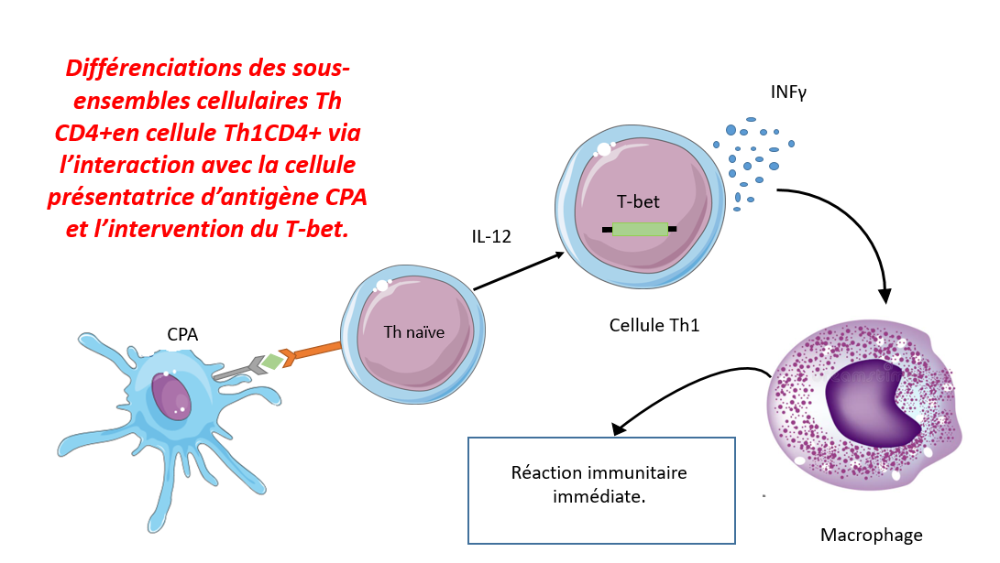 Différenciations des sous-
ensembles cellulaires Th
CD4+en cellule Th1CD4+ via
l’interaction avec la cellule
présentatrice d’antigène CPA
et l’intervention du T-bet.
INFγ
T-bet
IL-12
Cellule Th1
CPA
Th naïve
Réaction immunitaire
immédiate.
Macrophage